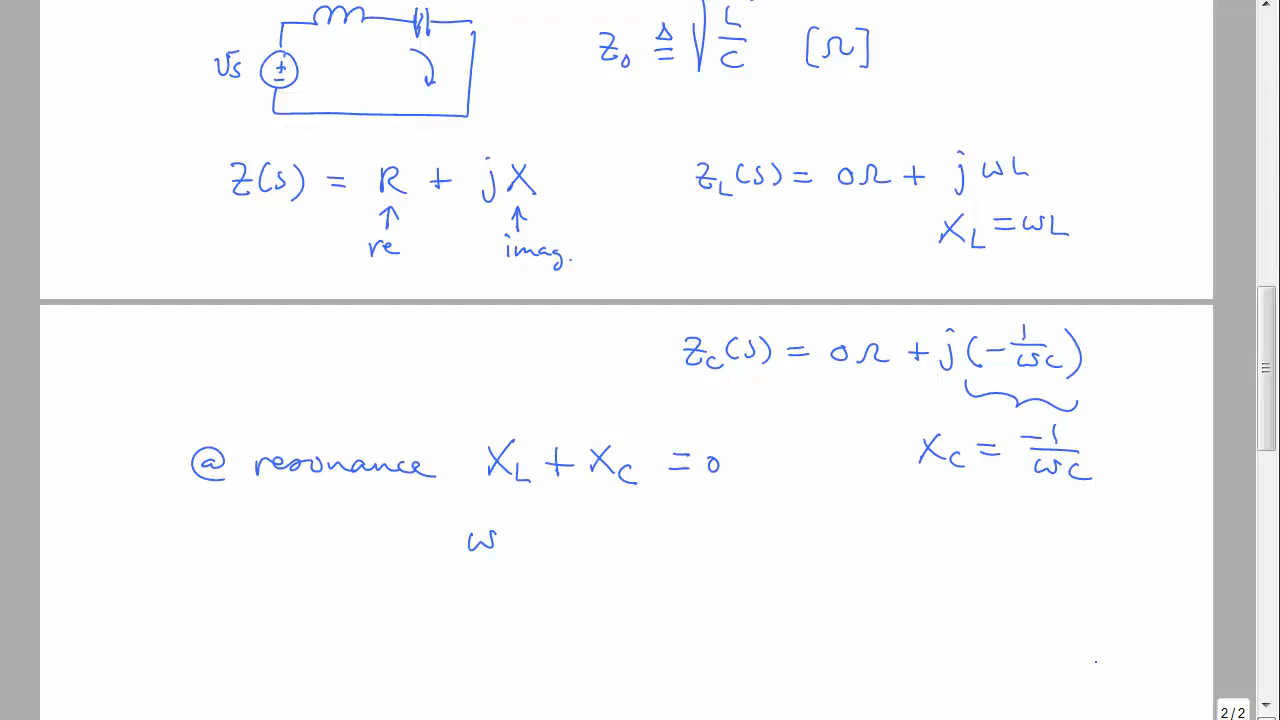 Vs
Z₀ ≜ √(L/C) [Ω]
Z(s) = R + jX
↑ ↑
re imag.
Z_L(s) = 0Ω + jωL
X_L = ωL
Z_C(s) = 0Ω + j(-1/ωC)
X_C = -1/ωC
@ resonance X_L + X_C = 0
ω
2/2